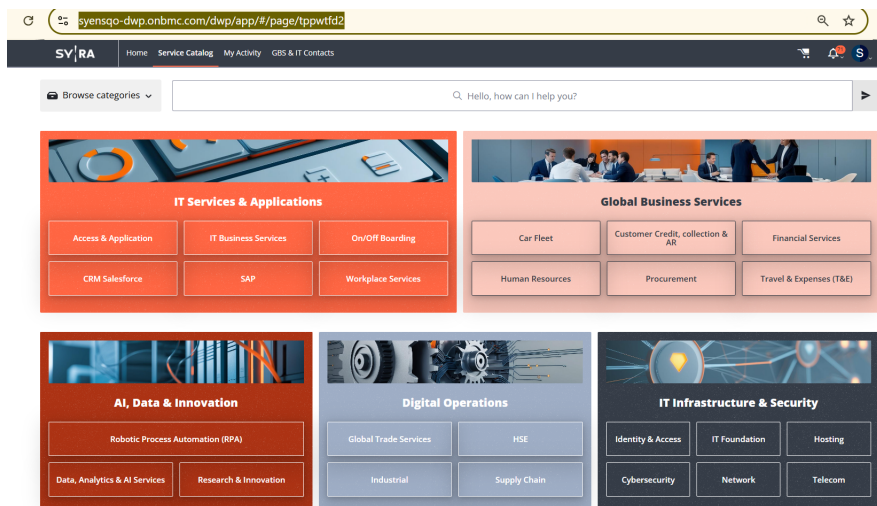 syensqo-dwp.onbmc.com/dwp/app/#/page/tppwtfd2
SY¦RA Home Service Catalog My Activity GBS & IT Contacts S
Browse categories Hello, how can I help you?
IT Services & Applications
Access & Application IT Business Services On/Off Boarding
CRM Salesforce SAP Workplace Services
Global Business Services
Car Fleet Customer Credit, collection & AR Financial Services
Human Resources Procurement Travel & Expenses (T&E)
AI, Data & Innovation
Robotic Process Automation (RPA)
Data, Analytics & AI Services Research & Innovation
Digital Operations
Global Trade Services HSE
Industrial Supply Chain
IT Infrastructure & Security
Identity & Access IT Foundation Hosting
Cybersecurity Network Telecom